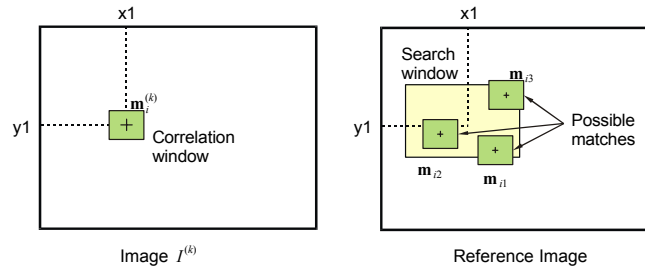 x1
y1
m_i^(k)
Correlation
window
Image I^(k)
x1
y1
Search
window
m_i3
m_i2
m_i1
Possible
matches
Reference Image